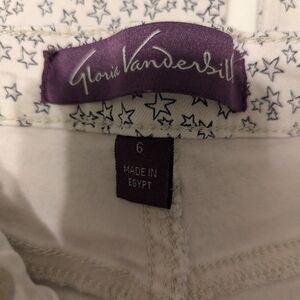 Gloria Vanderbilt
6
MADE IN
EGYPT